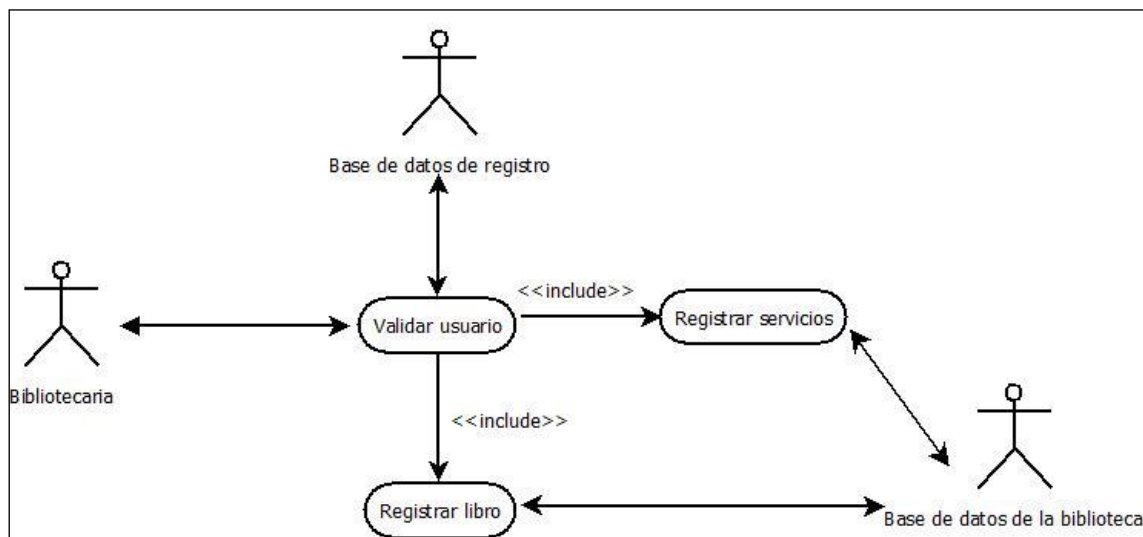 Base de datos de registro
<<include>>
Validar usuario
Registrar servicios
Bibliotecaria
<<include>>
Registrar libro
Base de datos de la biblioteca